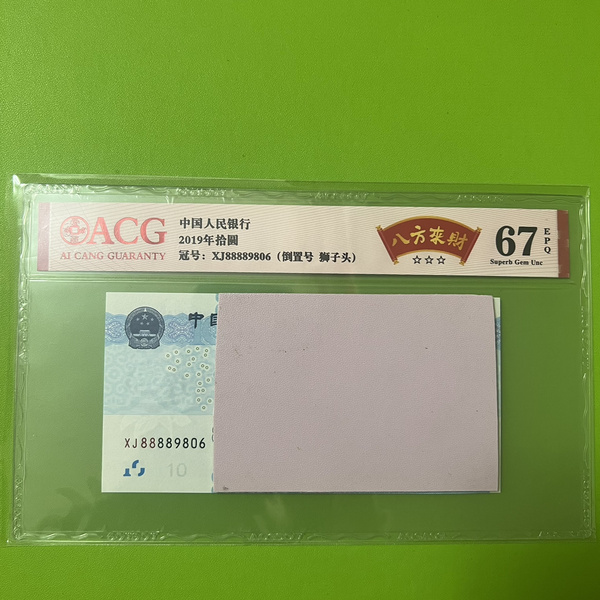 ACG
AI CANG GUARANTY
中国人民银行
2019年拾圆
冠号：XJ88889806（倒置号 狮子头）
八方來財
67
EPQ
Superb Gem Unc
中国
XJ88889806
10